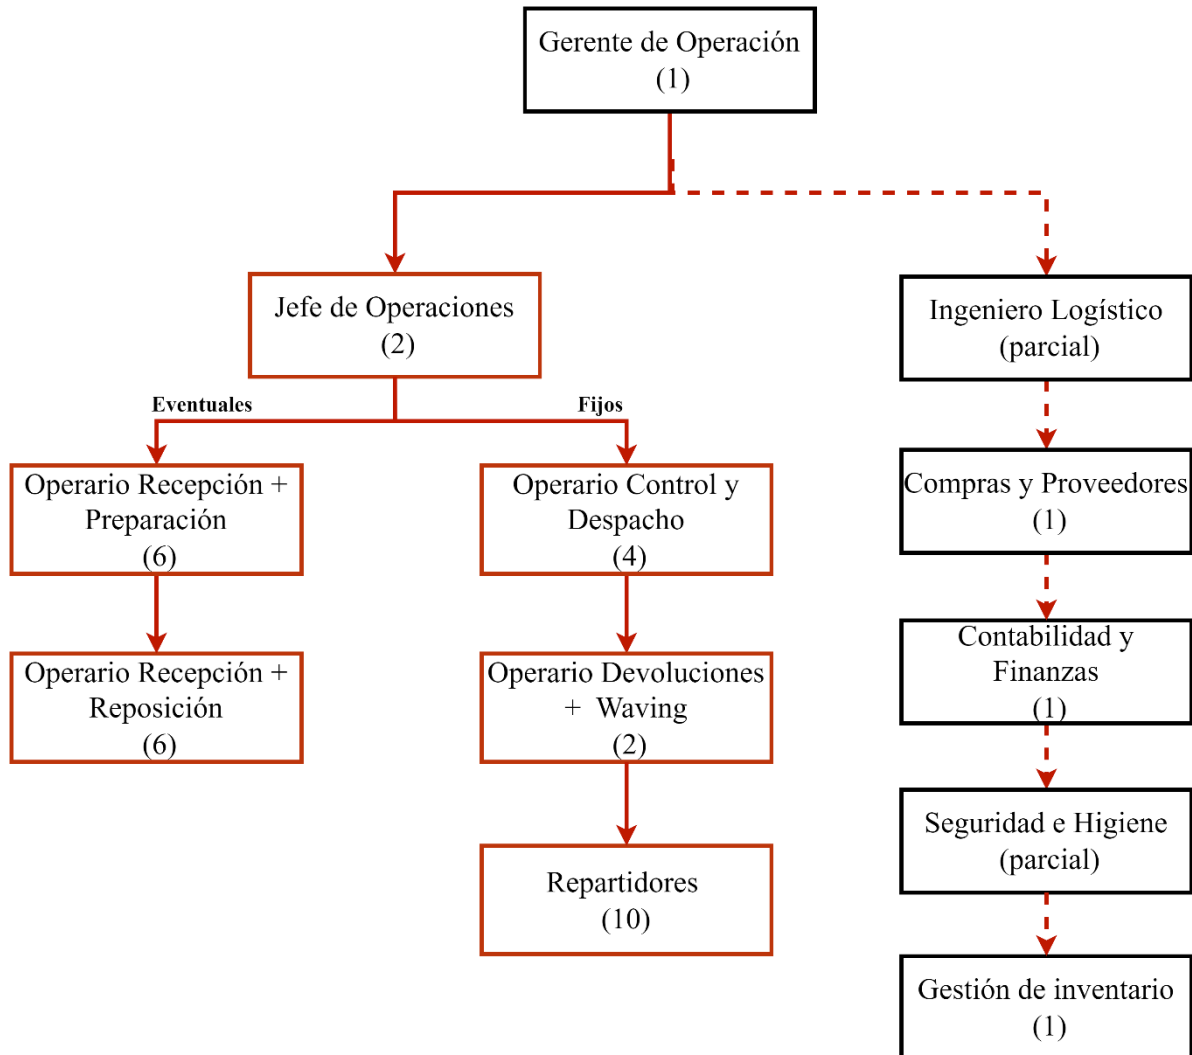 Gerente de Operación
(1)
Jefe de Operaciones
(2)
Eventuales
Fijos
Operario Recepción +
Preparación
(6)
Operario Recepción +
Reposición
(6)
Operario Control y
Despacho
(4)
Operario Devoluciones
+ Waving
(2)
Repartidores
(10)
Ingeniero Logístico
(parcial)
Compras y Proveedores
(1)
Contabilidad y
Finanzas
(1)
Seguridad e Higiene
(parcial)
Gestión de inventario
(1)